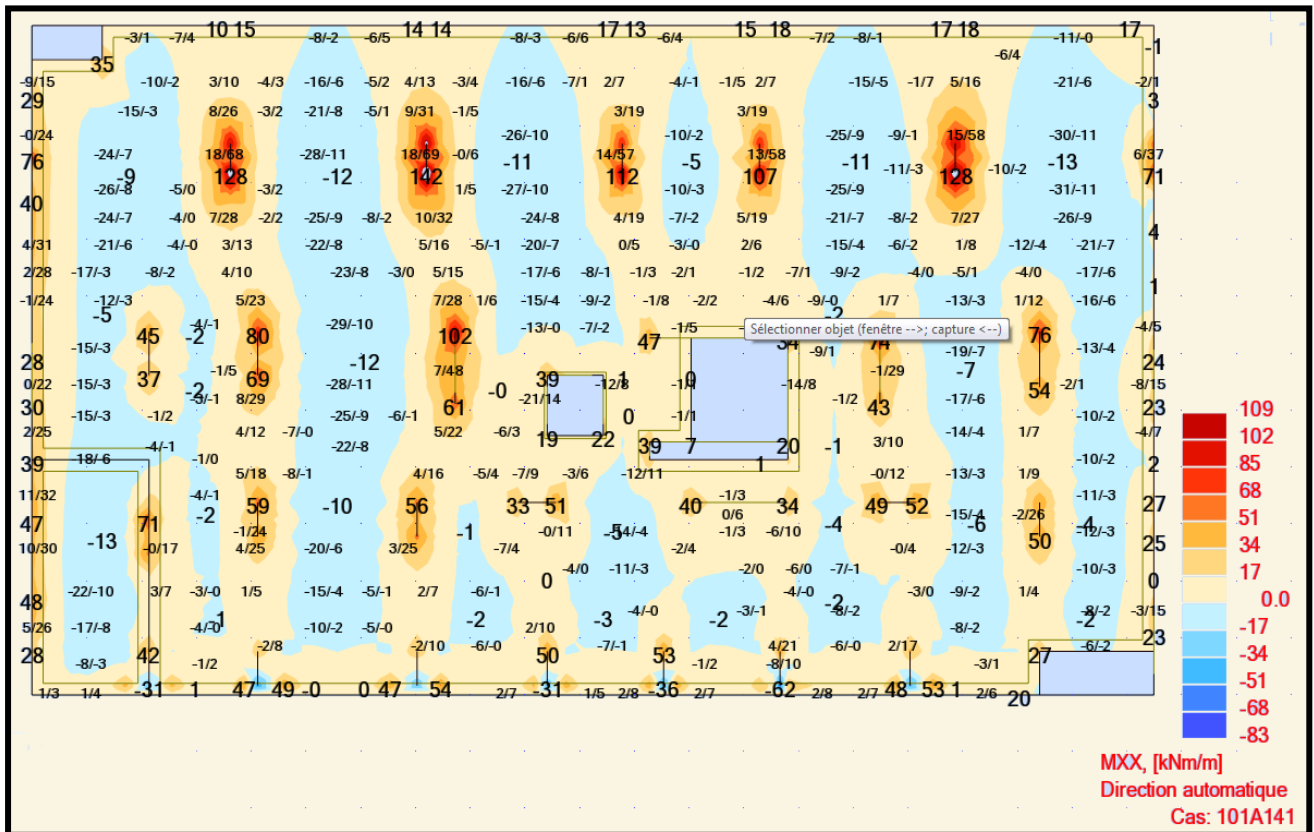 -3/1 -7/4 10 15 -8/-2 -6/5 14 14 -8/-3 -6/6 17 13 -6/4 15 18 -7/2 -8/-1 17 18 -11/-0 17 -1
35 -6/4
-9/15 -10/-2 3/10 -4/3 -16/-6 -5/2 4/13 -3/4 -16/-6 -7/1 2/7 -4/-1 -1/5 2/7 -15/-5 -1/7 5/16 -21/-6 -2/1
29 3
-15/-3 8/26 -3/2 -21/-8 -5/1 9/31 -1/5 3/19 3/19
-0/24 -26/-10 -10/-2 -25/-9 -9/-1 15/58 -30/-11
76 -24/-7 18/68 -28/-11 18/69 -0/6 -11 14/57 -5 13/58 -11 -11/-3 -10/-2 -13 6/37
-9 128 -12 142 112 107 128 71
-26/-8 -5/0 -3/2 1/5 -27/-10 -10/-3 -25/-9 -31/-11
40
-24/-7 -4/0 7/28 -2/2 -25/-9 -8/2 10/32 -24/-8 4/19 -7/-2 5/19 -21/-7 -8/2 7/27 -26/-9
4
4/31 -21/-6 -4/-0 3/13 -22/-8 5/16 -5/-1 -20/-7 0/5 -3/-0 2/6 -15/-4 -6/-2 1/8 -12/-4 -21/-7
2/28 -17/-3 -8/-2 4/10 -23/-8 -3/0 5/15 -17/-6 -8/-1 -1/3 -2/1 -1/2 -7/1 -9/-2 -4/0 -5/1 -4/0 -17/-6
1
-1/24 -12/-3 5/23 7/28 1/6 -15/-4 -9/-2 -1/8 -2/2 -4/6 -9/-0 1/7 -13/-3 1/12 -16/-6
-5 -2
-4/-1 -29/-10 -13/-0 -7/-2 -1/5 Sélectionner objet (fenêtre -->; capture <--) -4/5
45 -2 80 102 47 34 74 76
-15/-3 -9/1 -19/-7 -13/-4
28 -12 24
-1/5 7/48 -1/29 -7
37 69 -0 39 1 0 54
0/22 -15/-3 -28/-11 -12/8 -14/8 -2/1 -8/15
-2 -3/-1 8/29 -21/14 -1/2 -17/-6
30 61 43 23
-15/-3 -1/2 -25/-9 -6/-1 0 -1/1 -10/-2
2/25 4/12 -7/-0 5/22 -6/3 19 22 3/10 -14/-4 1/7 -4/7
-4/-1 -22/-8 39 7 20 -1
39 -18/-6 -1/0 1 -10/-2 2
5/18 -8/-1 4/16 -5/4 -7/9 -3/6 -12/11 -0/12 -13/-3 1/9
11/32 -4/-1 -1/3 -11/-3
59 -10 56 33 51 40 34 49 52 27
-2 0/6 -15/-4 -2/26
47 71 -4 -6 -4
-1/24 -1 -0/11 -5 -1/3 -6/10 -12/-3
-13 50 25
10/30 -0/17 4/25 -20/-6 3/25 -7/4 -2/4 -0/4 -12/-3
-4/0 -11/-3 -2/0 -6/0 -7/-1 -10/-3
0 0
-22/-10 3/7 -3/0 1/5 -15/-4 -5/1 2/7 -6/-1 -4/0 -3/0 -9/-2 1/4
48 -2
-4/-0 -3/-1 -8/-2 -3/15
-2 -3 -2 -2
5/26 -17/-8 -4/-0 -10/-2 -5/-0 2/10 -8/-2
23
-2/8 -2/10 -6/-0 -7/-1 4/21 -6/-0 2/17 -6/-2
28 42 50 53 27
-8/-3 -1/2 -1/2 -8/10 -3/1
1/3 1/4 -31 1 47 49 -0 0 47 54 2/7 -31 1/5 2/8 -36 2/7 -62 2/8 2/7 48 53 1 2/6 20
109
102
85
68
51
34
17
0.0
-17
-34
-51
-68
-83
MXX, [kNm/m]
Direction automatique
Cas: 101A141